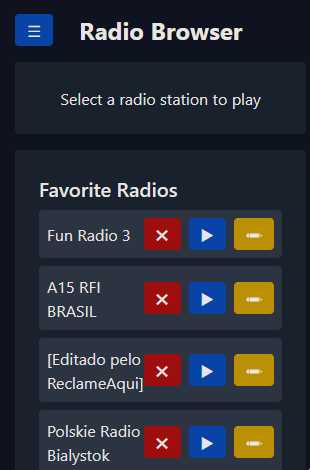 Radio Browser
Select a radio station to play
Favorite Radios
Fun Radio 3
A15 RFI
BRASIL
[Editado pelo
ReclameAqui]
Polskie Radio
Bialystok